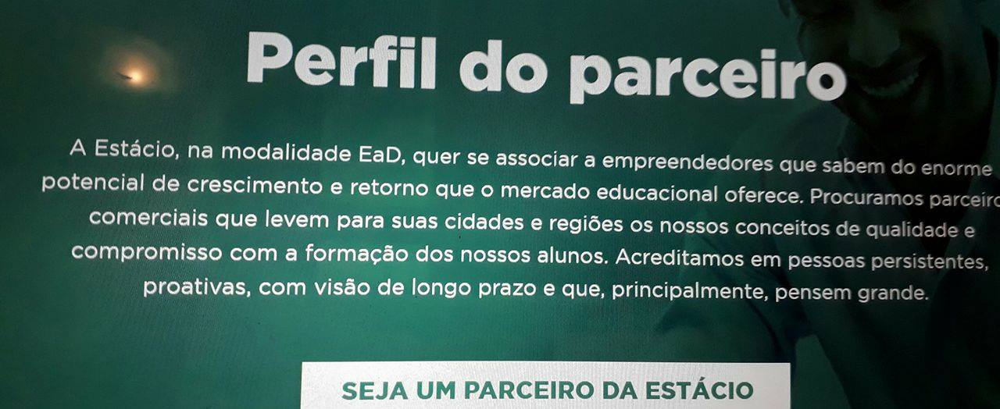 Perfil do parceiro
A Estácio, na modalidade EaD, quer se associar a empreendedores que sabem do enorme
potencial de crescimento e retorno que o mercado educacional oferece. Procuramos parceiro
comerciais que levem para suas cidades e regiões os nossos conceitos de qualidade e
compromisso com a formação dos nossos alunos. Acreditamos em pessoas persistentes,
proativas, com visão de longo prazo e que, principalmente, pensem grande.
SEJA UM PARCEIRO DA ESTÁCIO